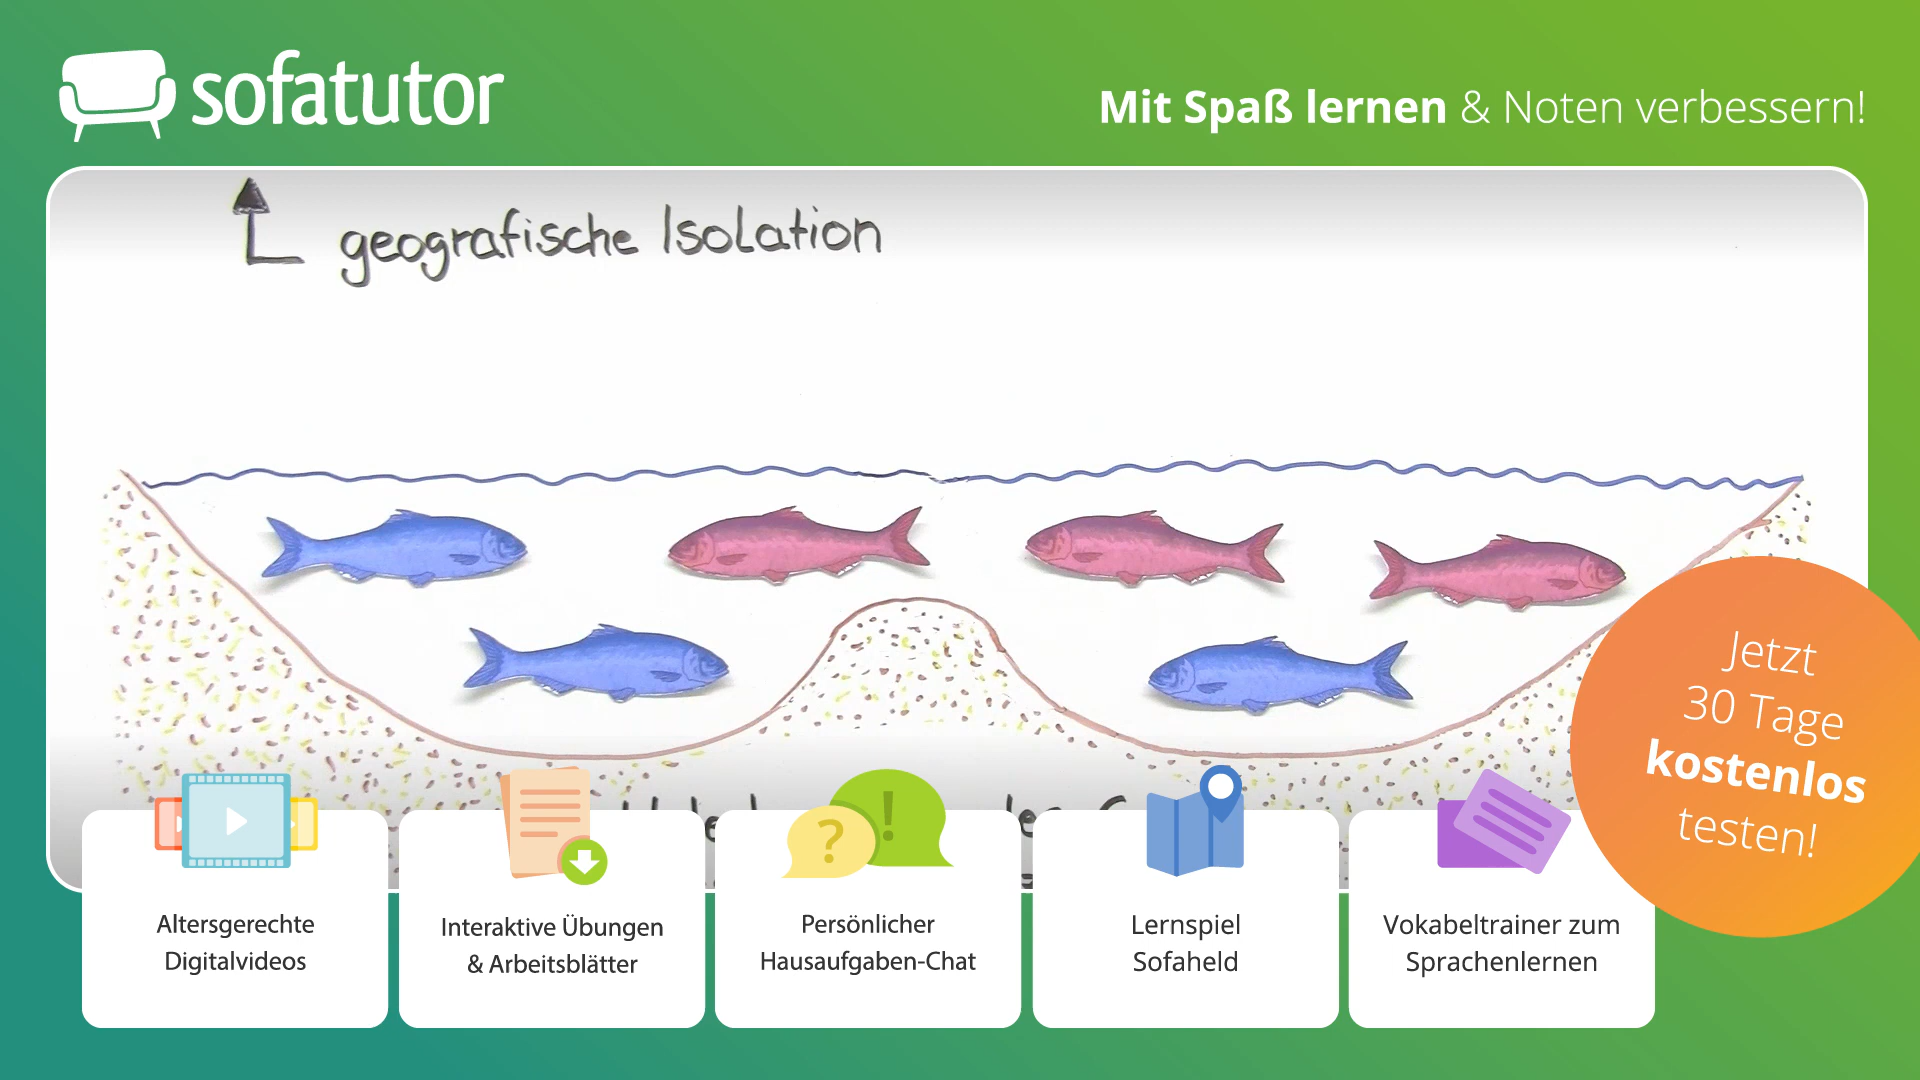 sofatutor
Mit Spaß lernen & Noten verbessern!
geografische Isolation
Jetzt
30 Tage
kostenlos
testen!
Altersgerechte
Digitalvideos
Interaktive Übungen
& Arbeitsblätter
Persönlicher
Hausaufgaben-Chat
Lernspiel
Sofaheld
Vokabeltrainer zum
Sprachenlernen